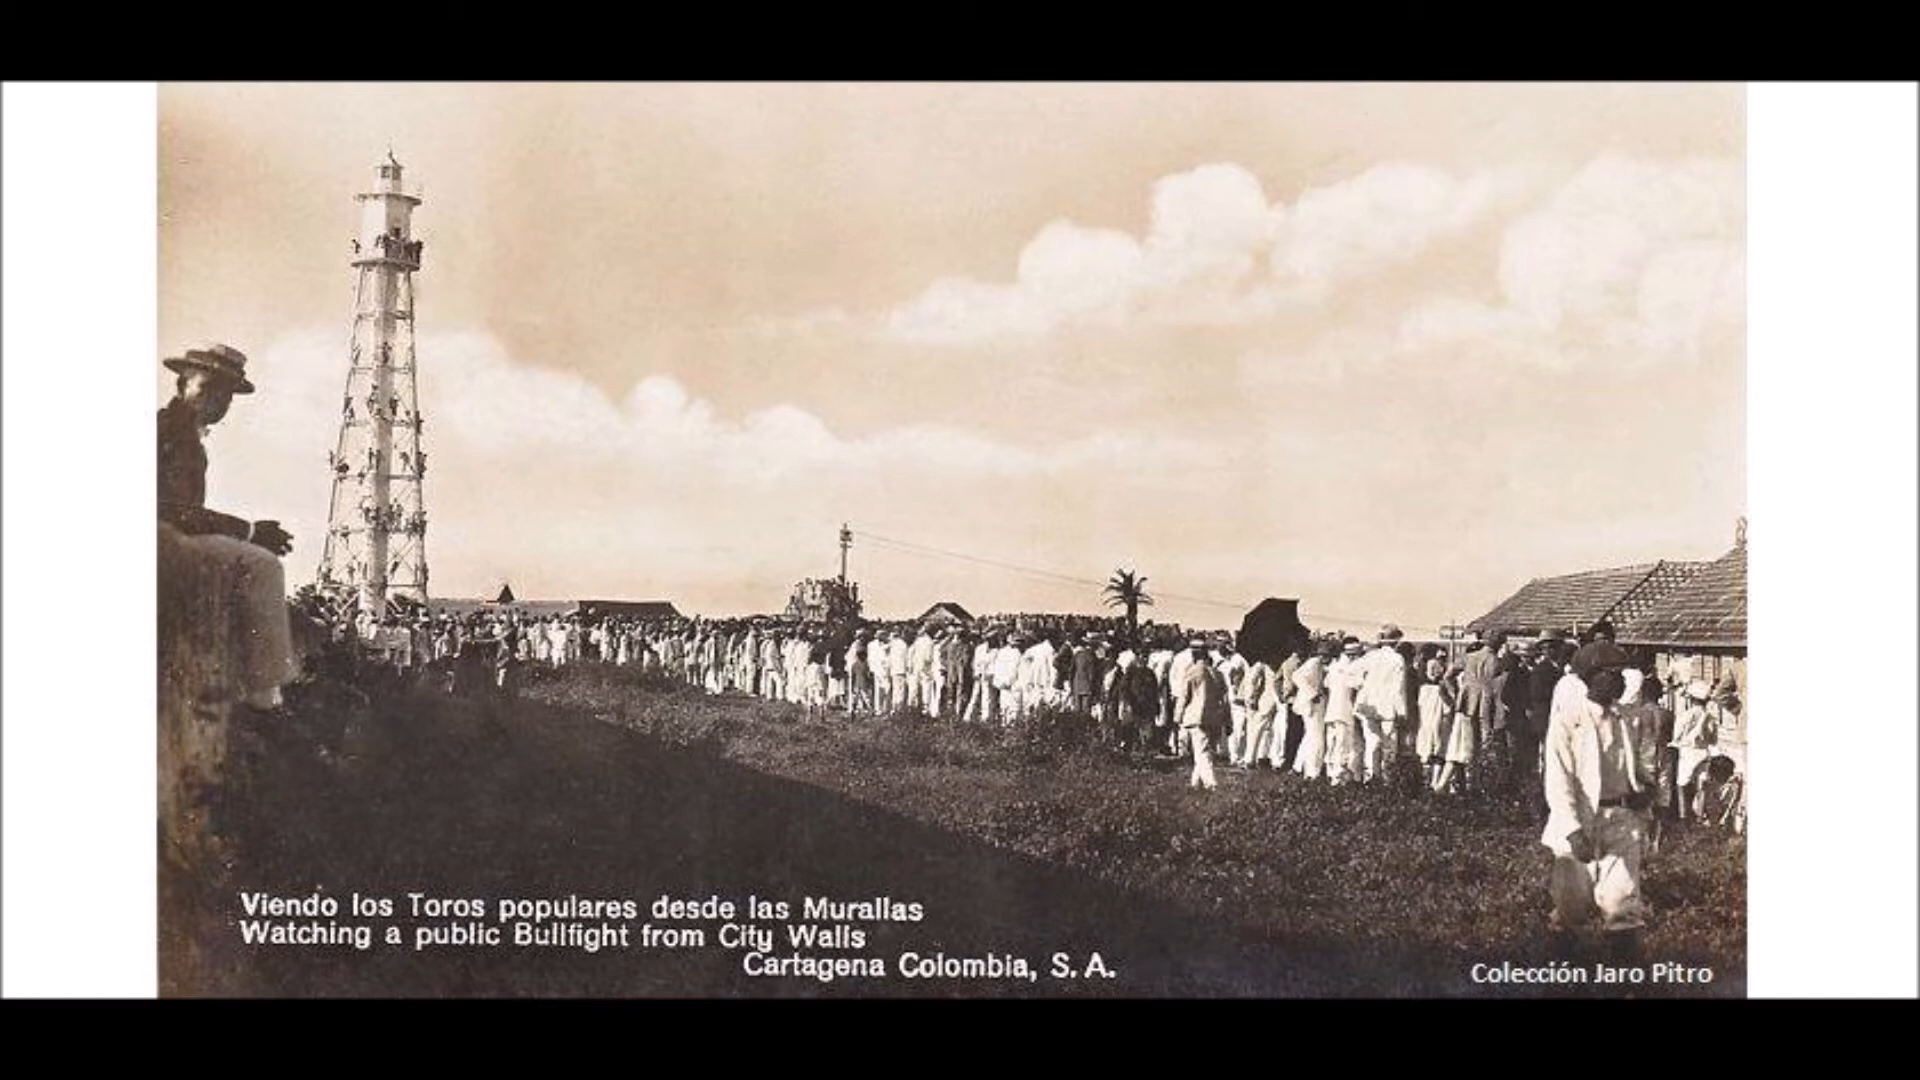 Viendo los Toros populares desde las Murallas
Watching a public Bullfight from City Walls
Cartagena Colombia, S. A.
Colección Jaro Pitro